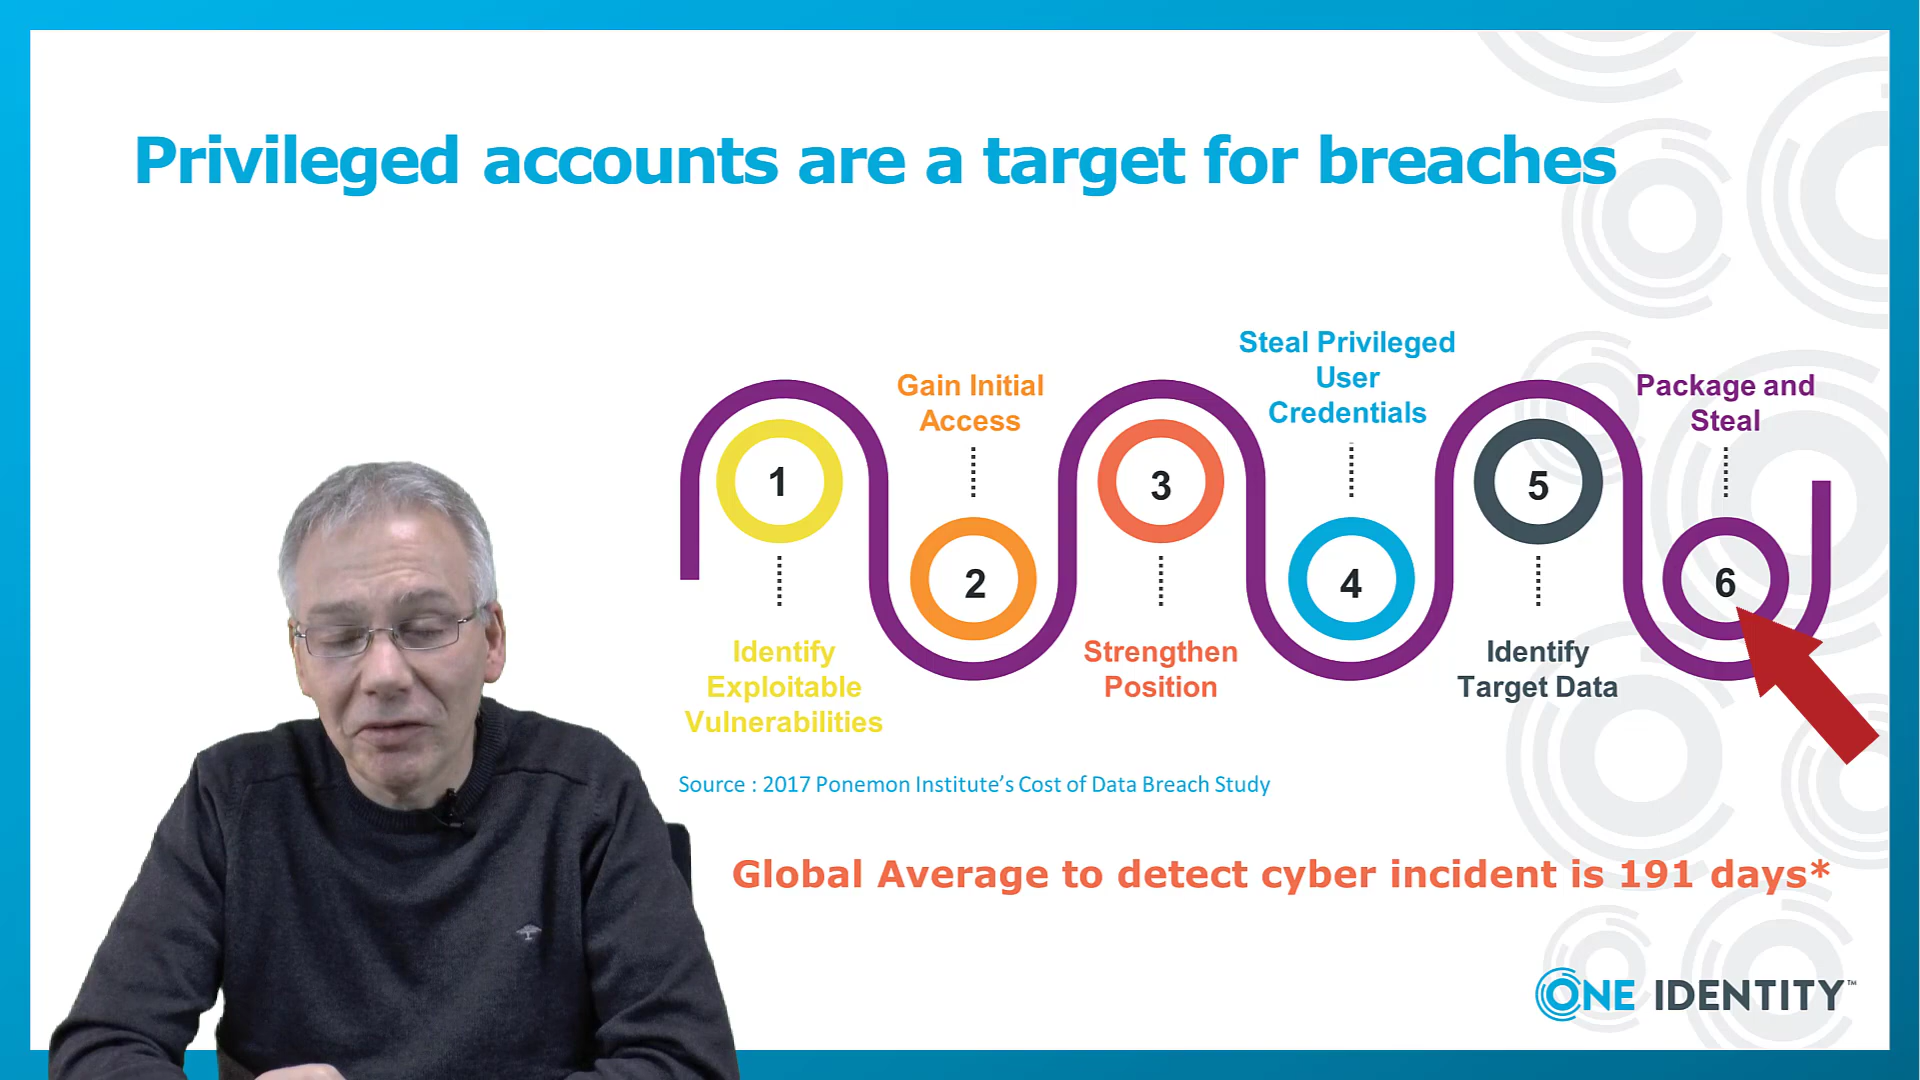 Privileged accounts are a target for breaches
1
Identify
Exploitable
Vulnerabilities
Gain Initial
Access
2
3
Strengthen
Position
Steal Privileged
User
Credentials
4
5
Identify
Target Data
Package and
Steal
6
Source : 2017 Ponemon Institute’s Cost of Data Breach Study
Global Average to detect cyber incident is 191 days*
ONE IDENTITY™